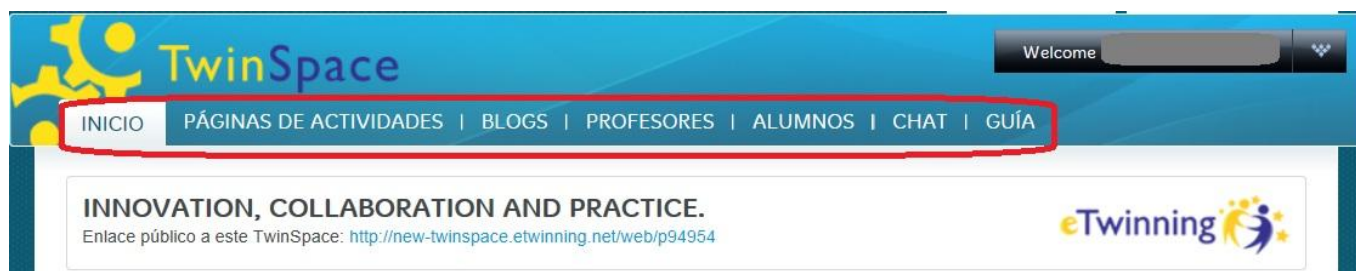 TwinSpace
Welcome
INICIO PÁGINAS DE ACTIVIDADES | BLOGS | PROFESORES | ALUMNOS | CHAT | GUÍA
INNOVATION, COLLABORATION AND PRACTICE.
Enlace público a este TwinSpace: http://new-twinspace.etwinning.net/web/p94954
eTwinning